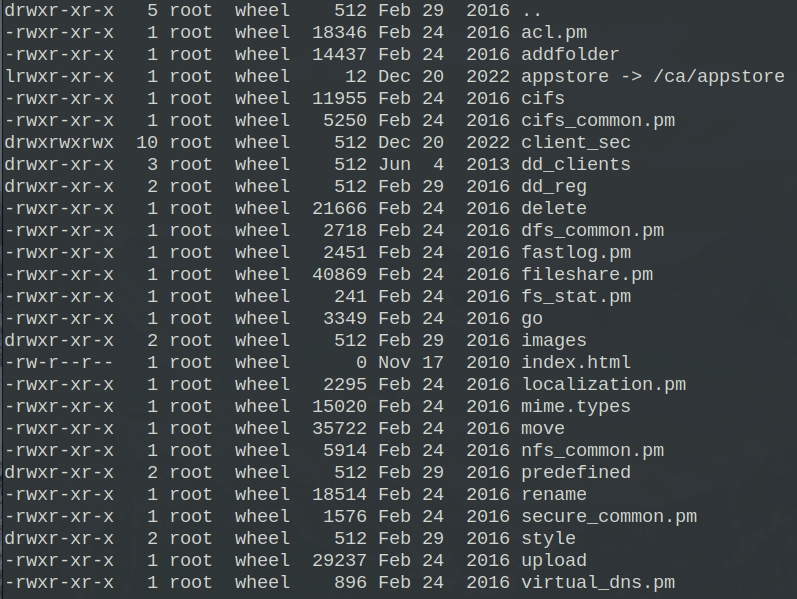 drwxr-xr-x   5 root  wheel    512 Feb 29  2016 ..
-rwxr-xr-x   1 root  wheel  18346 Feb 24  2016 acl.pm
-rwxr-xr-x   1 root  wheel  14437 Feb 24  2016 addfolder
lrwxr-xr-x   1 root  wheel     12 Dec 20  2022 appstore -> /ca/appstore
-rwxr-xr-x   1 root  wheel  11955 Feb 24  2016 cifs
-rwxr-xr-x   1 root  wheel   5250 Feb 24  2016 cifs_common.pm
drwxrwxrwx  10 root  wheel    512 Dec 20  2022 client_sec
drwxr-xr-x   3 root  wheel    512 Jun  4  2013 dd_clients
drwxr-xr-x   2 root  wheel    512 Feb 29  2016 dd_reg
-rwxr-xr-x   1 root  wheel  21666 Feb 24  2016 delete
-rwxr-xr-x   1 root  wheel   2718 Feb 24  2016 dfs_common.pm
-rwxr-xr-x   1 root  wheel   2451 Feb 24  2016 fastlog.pm
-rwxr-xr-x   1 root  wheel  40869 Feb 24  2016 fileshare.pm
-rwxr-xr-x   1 root  wheel    241 Feb 24  2016 fs_stat.pm
-rwxr-xr-x   1 root  wheel   3349 Feb 24  2016 go
drwxr-xr-x   2 root  wheel    512 Feb 29  2016 images
-rw-r--r--   1 root  wheel      0 Nov 17  2010 index.html
-rwxr-xr-x   1 root  wheel   2295 Feb 24  2016 localization.pm
-rwxr-xr-x   1 root  wheel  15020 Feb 24  2016 mime.types
-rwxr-xr-x   1 root  wheel  35722 Feb 24  2016 move
-rwxr-xr-x   1 root  wheel   5914 Feb 24  2016 nfs_common.pm
drwxr-xr-x   2 root  wheel    512 Feb 29  2016 predefined
-rwxr-xr-x   1 root  wheel  18514 Feb 24  2016 rename
-rwxr-xr-x   1 root  wheel   1576 Feb 24  2016 secure_common.pm
drwxr-xr-x   2 root  wheel    512 Feb 29  2016 style
-rwxr-xr-x   1 root  wheel  29237 Feb 24  2016 upload
-rwxr-xr-x   1 root  wheel    896 Feb 24  2016 virtual_dns.pm